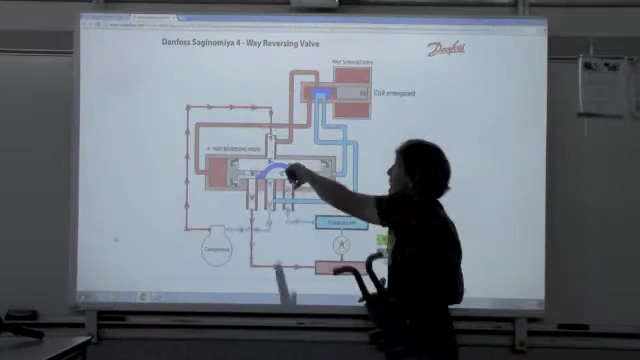 Danfoss Saginomiya 4 - Way Reversing Valve
Danfoss
Pilot Solenoid Valve
Coil energized
4 - WAY REVERSING VALVE
Compressor